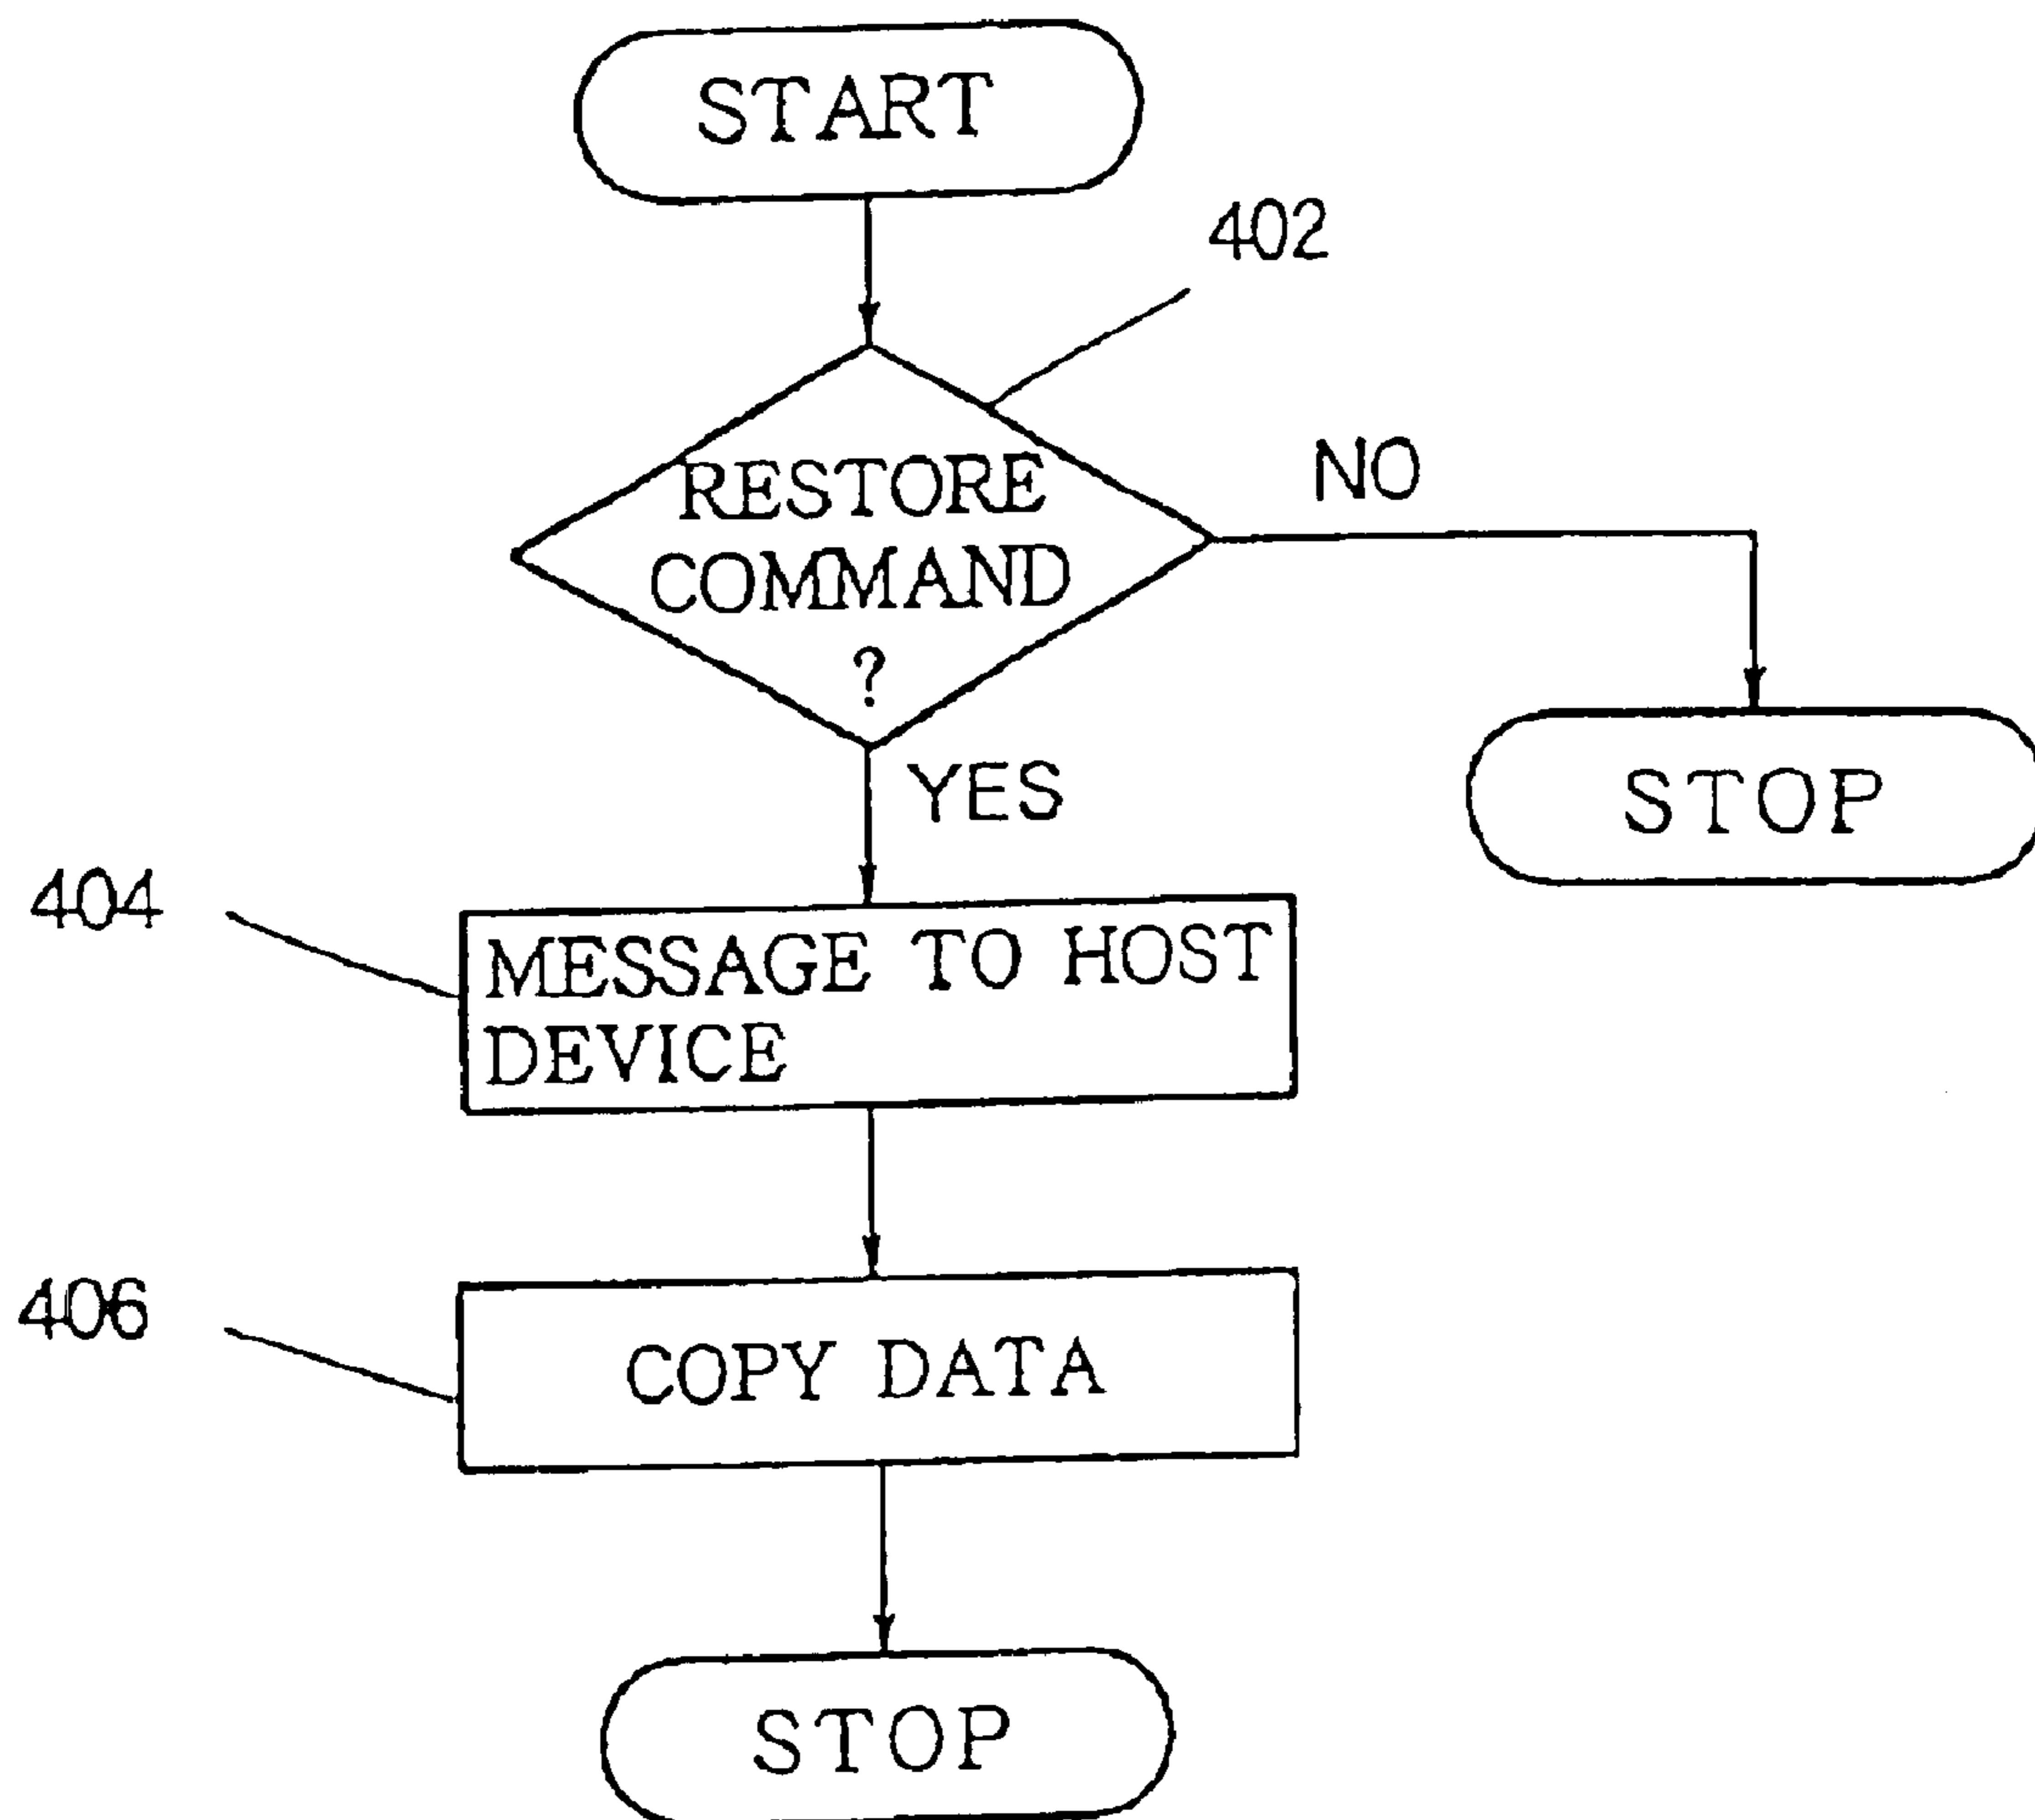 START
402
RESTORE
COMMAND
?
NO
YES
STOP
404
MESSAGE TO HOST
DEVICE
406
COPY DATA
STOP